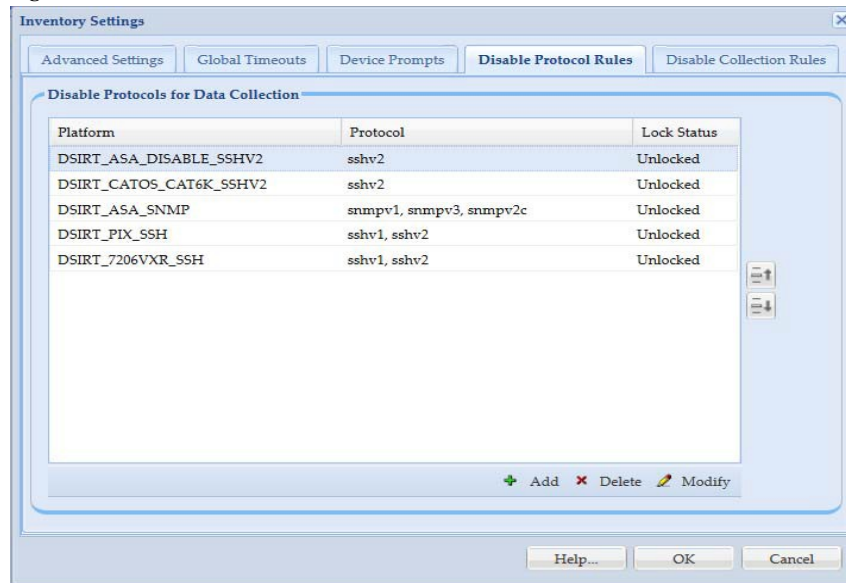 Inventory Settings
Advanced Settings Global Timeouts Device Prompts Disable Protocol Rules Disable Collection Rules
Disable Protocols for Data Collection
Platform Protocol Lock Status
DSIRT_ASA_DISABLE_SSHV2 sshv2 Unlocked
DSIRT_CATOS_CAT6K_SSHV2 sshv2 Unlocked
DSIRT_ASA_SNMP snmpv1, snmpv3, snmpv2c Unlocked
DSIRT_PIX_SSH sshv1, sshv2 Unlocked
DSIRT_7206VXR_SSH sshv1, sshv2 Unlocked
Add Delete Modify
Help... OK Cancel